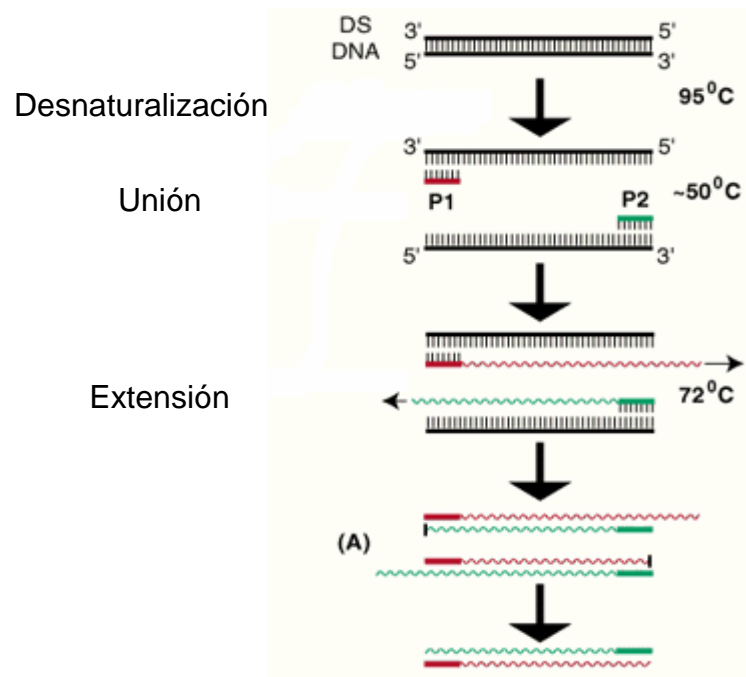 DS 3' 5'
DNA 5' 3'
Desnaturalización 95⁰C
3' 5'
Unión P1 P2 ~50⁰C
5' 3'
Extensión 72⁰C
(A)